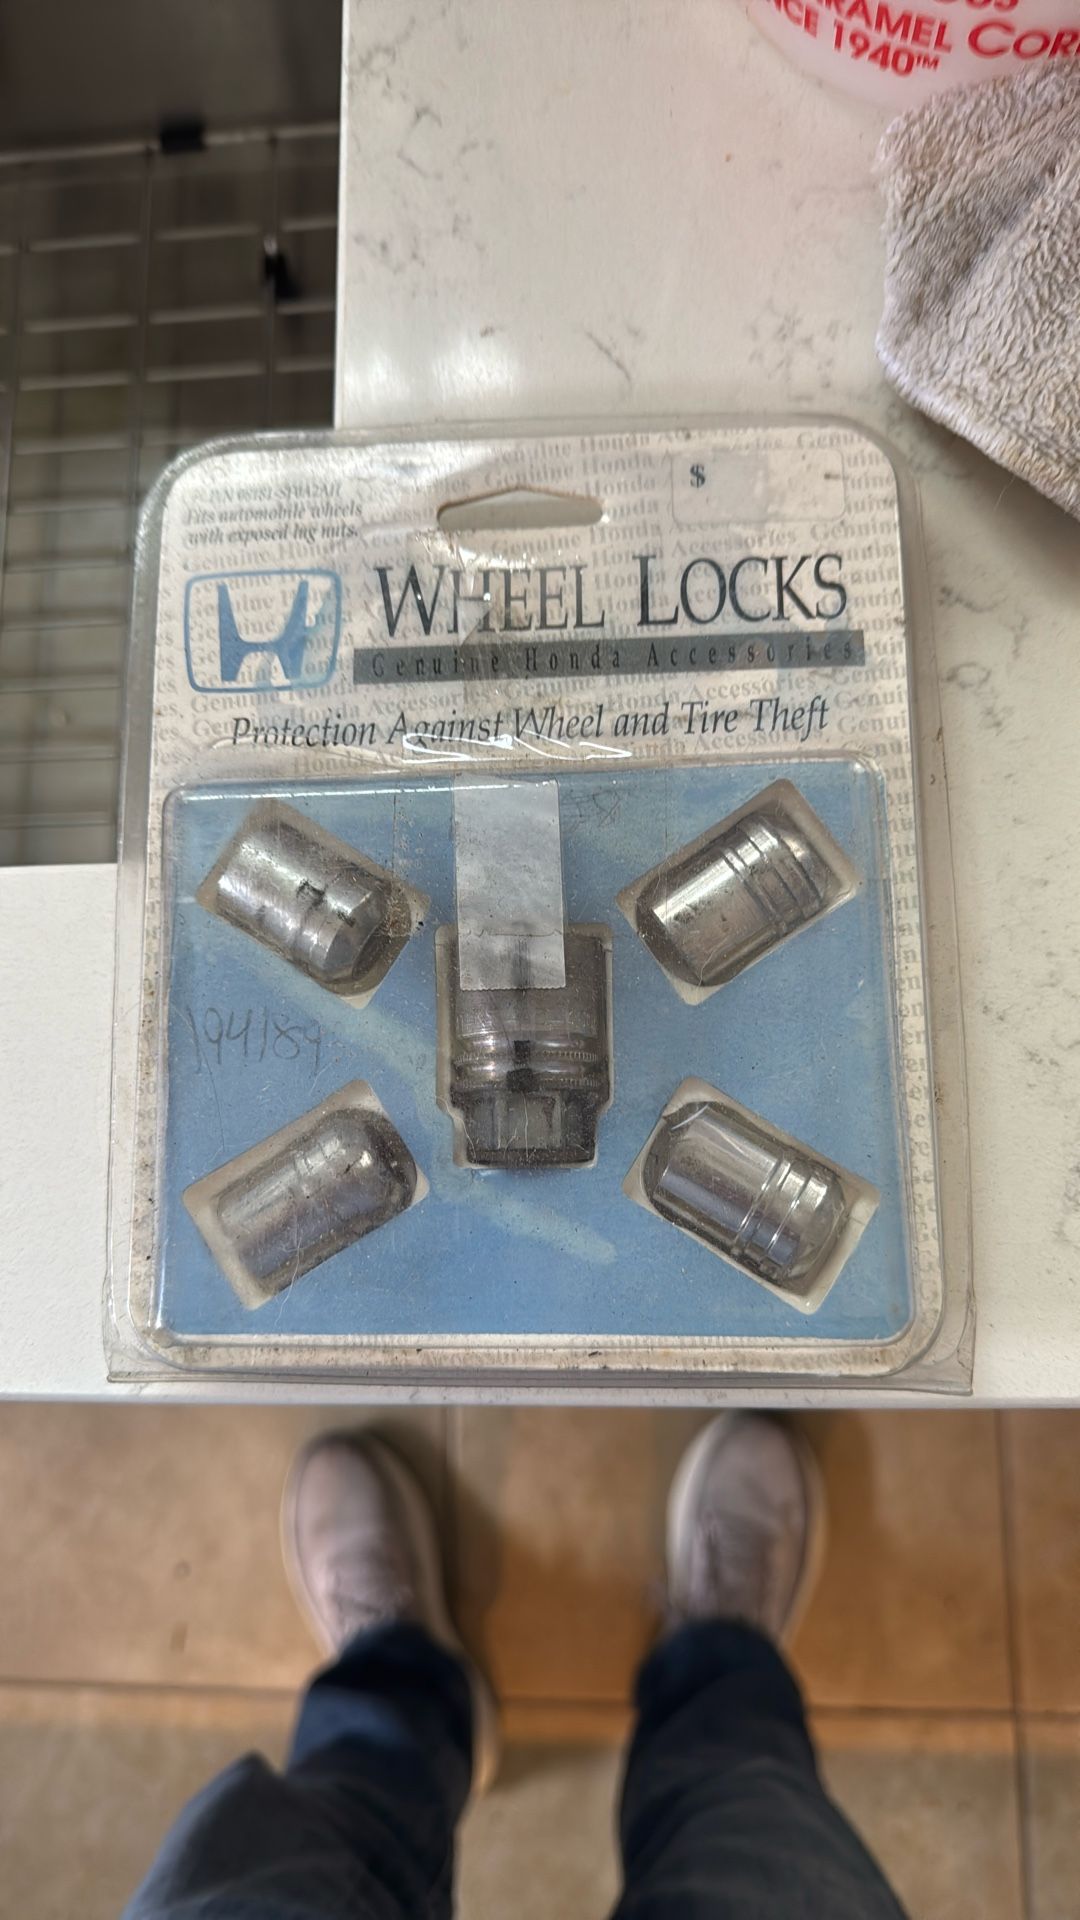 ARAMEL CORN
NCE 1940™
$
Fits automobile wheels
with exposed lug nuts.
WHEEL LOCKS
Genuine Honda Accessories
Protection Against Wheel and Tire Theft
194189